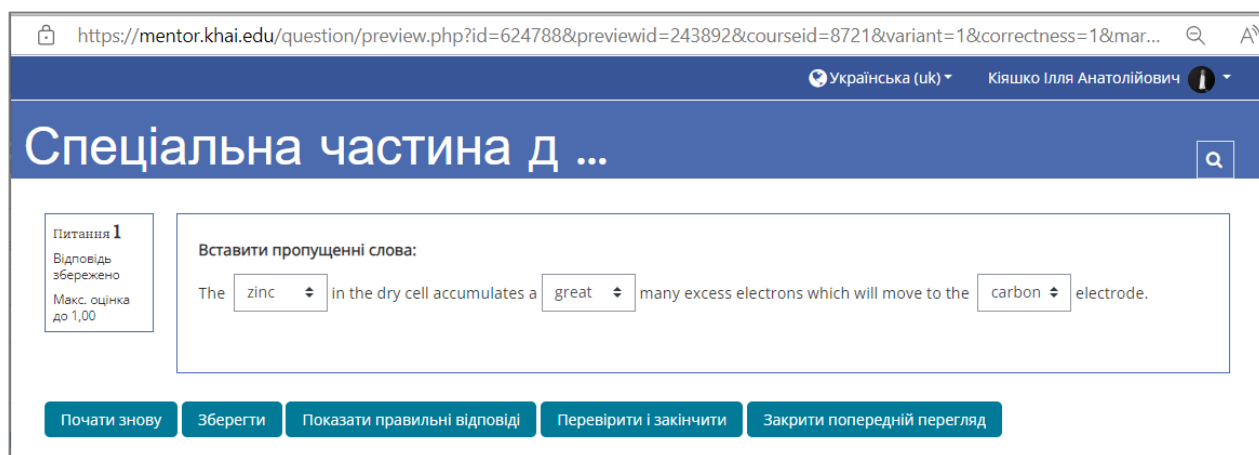 https://mentor.khai.edu/question/preview.php?id=624788&previewid=243892&courseid=8721&variant=1&correctness=1&mar...
Українська (uk) Кіяшко Ілля Анатолійович
Спеціальна частина д ...
Питання 1
Відповідь
збережено
Макс. оцінка
до 1,00
Вставити пропущенні слова:
The zinc in the dry cell accumulates a great many excess electrons which will move to the carbon electrode.
Почати знову Зберегти Показати правильні відповіді Перевірити і закінчити Закрити попередній перегляд